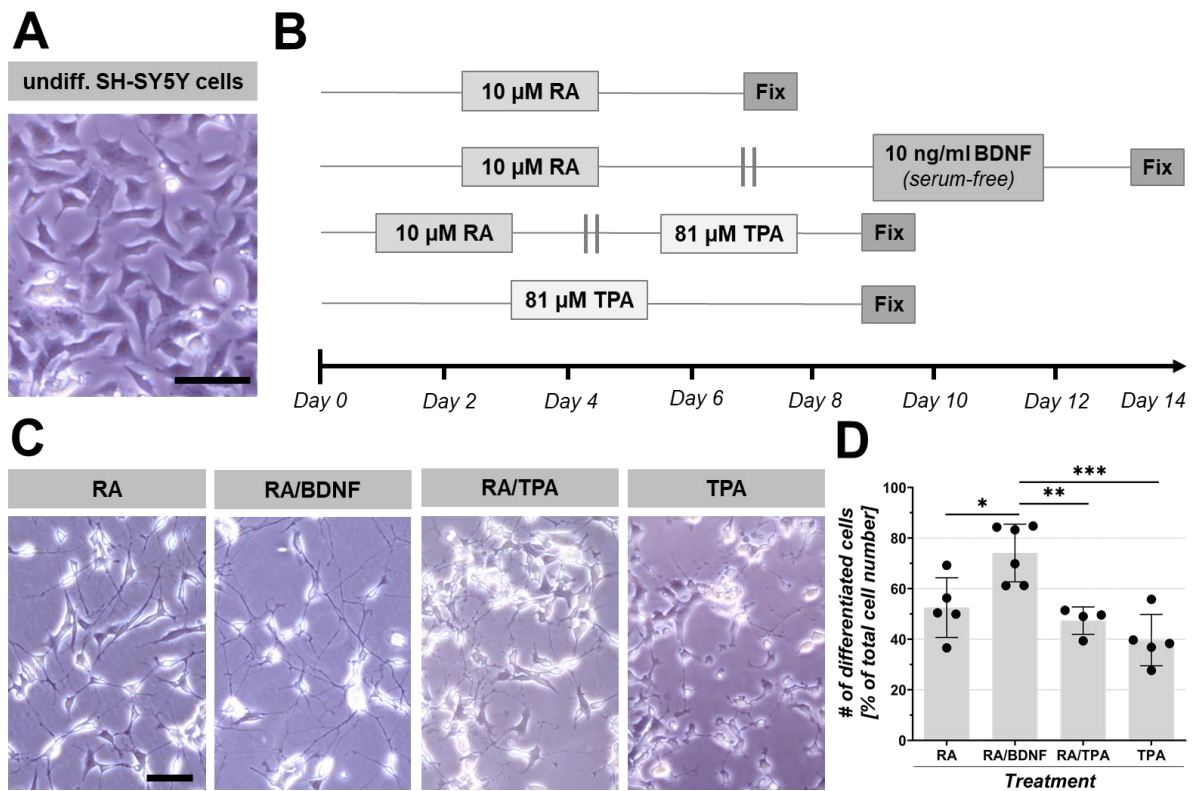 A
undiff. SH-SY5Y cells
B
10 µM RA
Fix
10 µM RA
10 ng/ml BDNF
(serum-free)
Fix
10 µM RA
81 µM TPA
Fix
81 µM TPA
Fix
Day 0
Day 2
Day 4
Day 6
Day 8
Day 10
Day 12
Day 14
C
RA
RA/BDNF
RA/TPA
TPA
D
# of differentiated cells
[% of total cell number]
100
80
60
40
20
0
*
**
***
RA
RA/BDNF
RA/TPA
TPA
Treatment